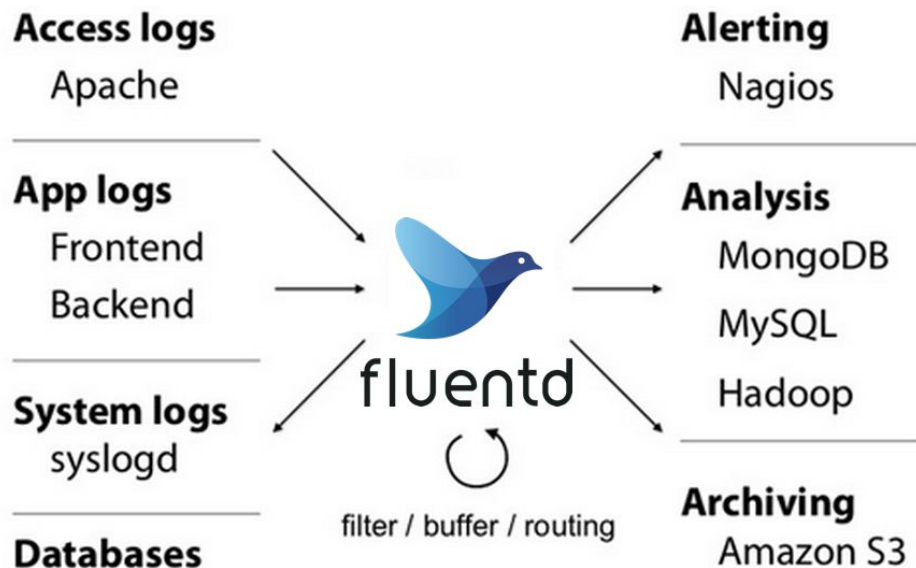 Access logs
Apache
App logs
Frontend
Backend
System logs
syslogd
Databases
fluentd
filter / buffer / routing
Alerting
Nagios
Analysis
MongoDB
MySQL
Hadoop
Archiving
Amazon S3